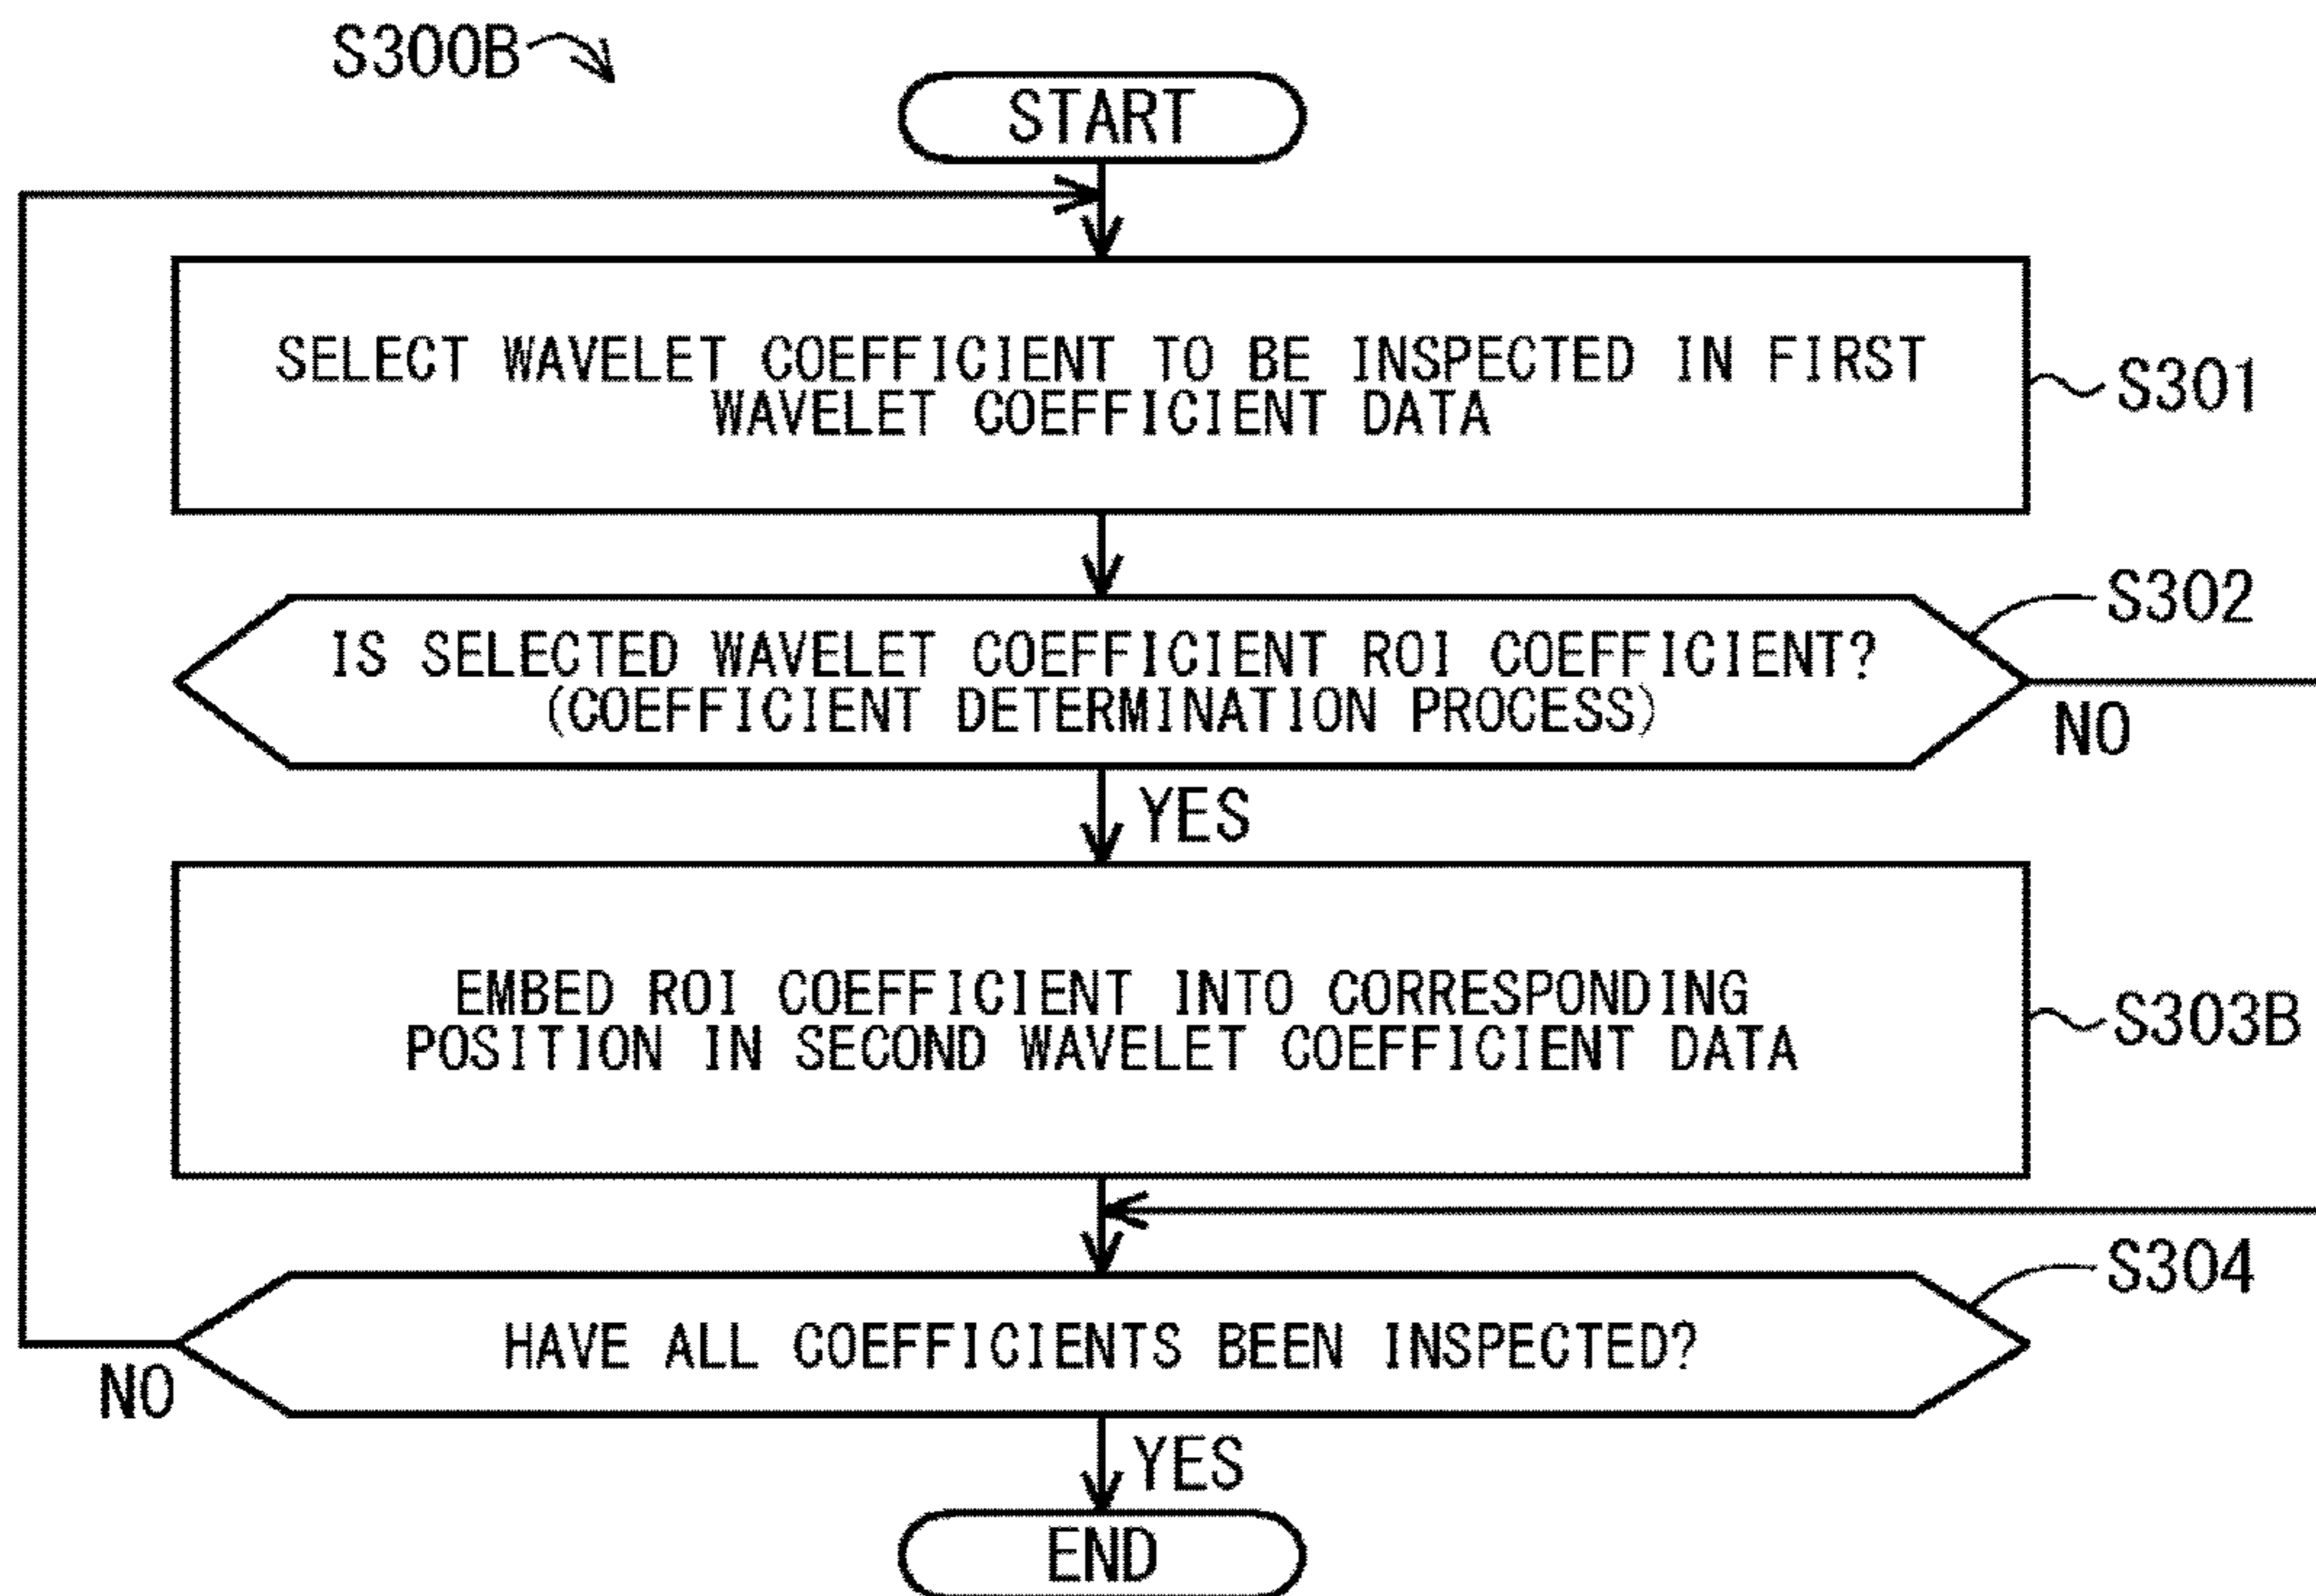 S300B
START
SELECT WAVELET COEFFICIENT TO BE INSPECTED IN FIRST
WAVELET COEFFICIENT DATA
S301
S302
IS SELECTED WAVELET COEFFICIENT ROI COEFFICIENT?
(COEFFICIENT DETERMINATION PROCESS)
NO
YES
EMBED ROI COEFFICIENT INTO CORRESPONDING
POSITION IN SECOND WAVELET COEFFICIENT DATA
S303B
S304
HAVE ALL COEFFICIENTS BEEN INSPECTED?
NO
YES
END